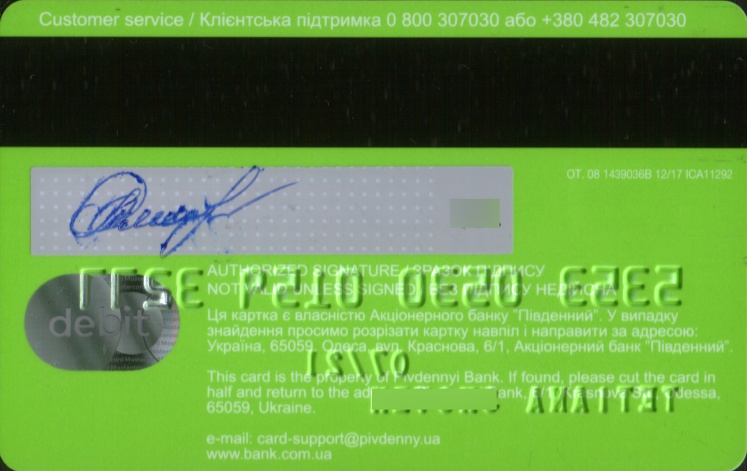 Customer service / Клієнтська підтримка 0 800 307030 або +380 482 307030
OT. 08 1439036B 12/17 ICA11292
AUTHORIZED SIGNATURE / ЗРАЗОК ПІДПИСУ
NOT VALID UNLESS SIGNED / БЕЗ ПІДПИСУ НЕДІЙСНА
debit
Ця картка є власністю Акціонерного банку "Південний". У випадку
знайдення просимо розрізати картку навпіл і направити за адресою:
Україна, 65059, Одеса, вул. Краснова, 6/1, Акціонерний банк "Південний".
This card is the property of Pivdennyi Bank. If found, please cut the card in
half and return to the Krasnova Str., Odessa,
65059, Ukraine.
e-mail: card-support@pivdenny.ua
www.bank.com.ua